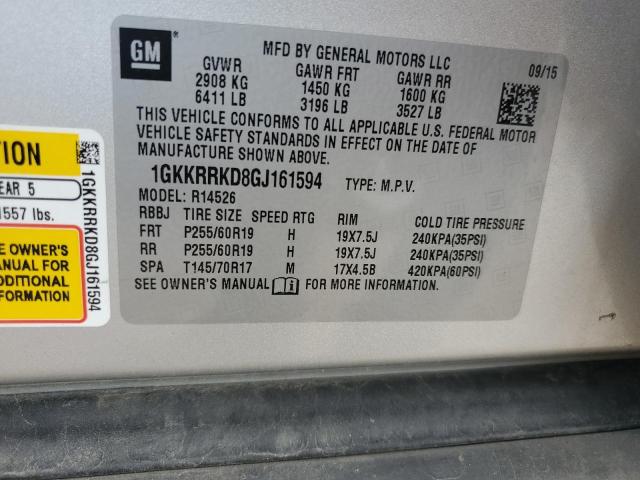 GM
MFD BY GENERAL MOTORS LLC
09/15
GVWR GAWR FRT GAWR RR
2908 KG 1450 KG 1600 KG
6411 LB 3196 LB 3527 LB
THIS VEHICLE CONFORMS TO ALL APPLICABLE U.S. FEDERAL MOTOR
VEHICLE SAFETY STANDARDS IN EFFECT ON THE DATE OF
MANUFACTURE SHOWN ABOVE.
1GKKRRKD8GJ161594 TYPE: M.P.V.
MODEL: R14526
RBBJ TIRE SIZE SPEED RTG RIM COLD TIRE PRESSURE
FRT P255/60R19 H 19X7.5J 240KPA(35PSI)
RR P255/60R19 H 19X7.5J 240KPA(35PSI)
SPA T145/70R17 M 17X4.5B 420KPA(60PSI)
SEE OWNER'S MANUAL FOR MORE INFORMATION.
TION
EAR 5
1557 lbs.
E OWNER'S
ANUAL FOR
DDITIONAL
FORMATION
1GKKRRKD8GJ161594